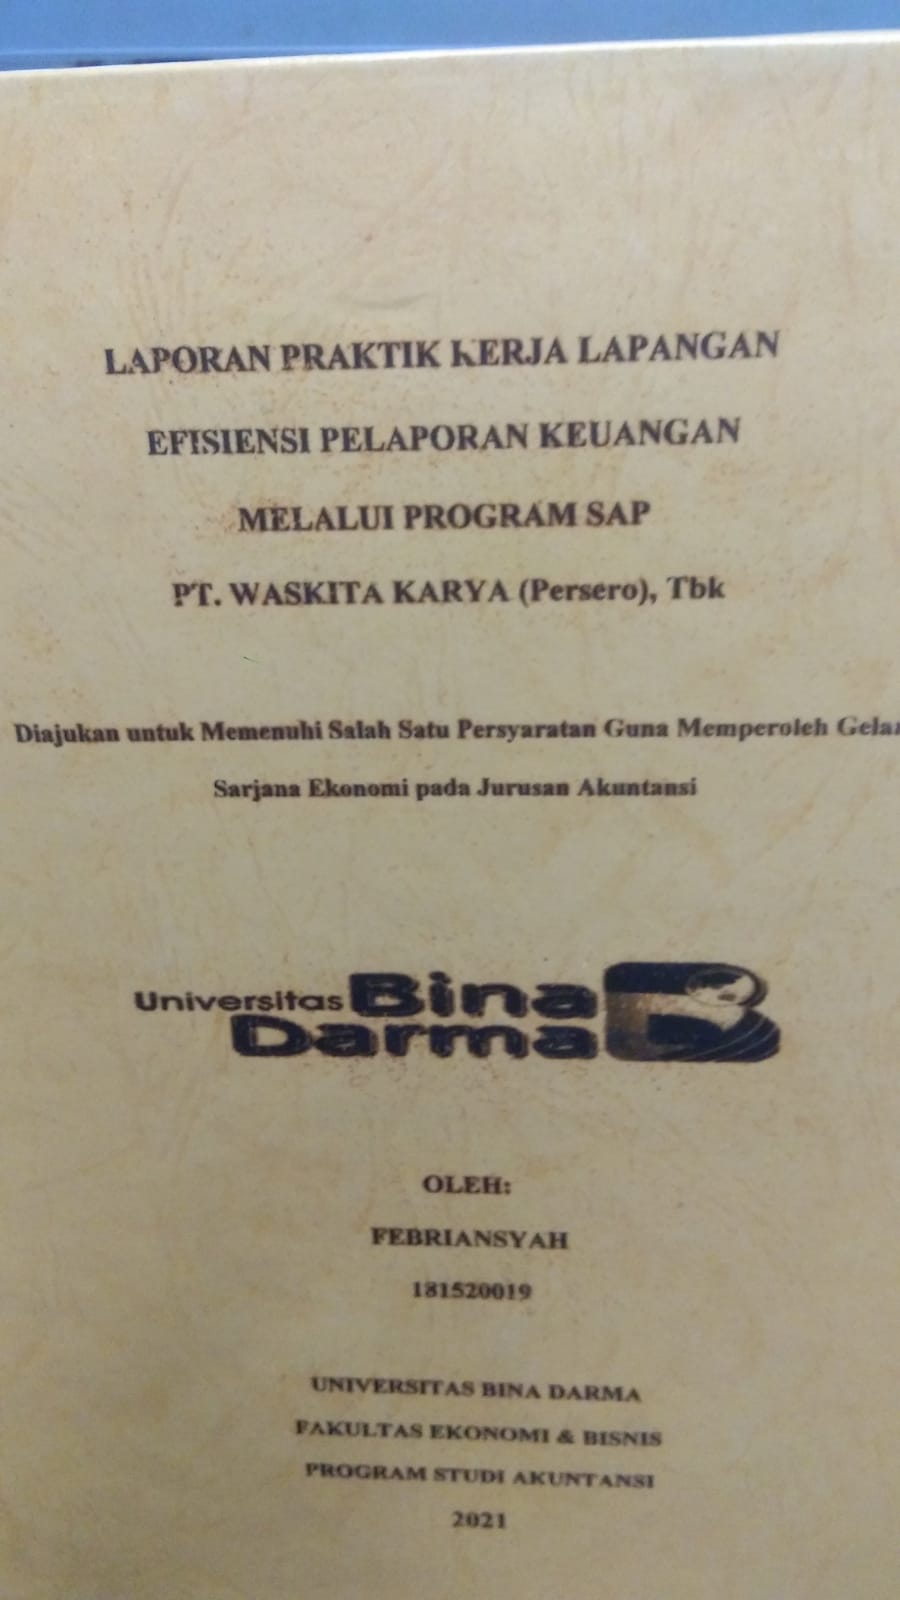 LAPORAN PRAKTIK KERJA LAPANGAN
EFISIENSI PELAPORAN KEUANGAN
MELALUI PROGRAM SAP
PT. WASKITA KARYA (Persero), Tbk
Diajukan untuk Memenuhi Salah Satu Persyaratan Guna Memperoleh Gelar
Sarjana Ekonomi pada Jurusan Akuntansi
Universitas Bina
Darma
OLEH:
FEBRIANSYAH
181520019
UNIVERSITAS BINA DARMA
FAKULTAS EKONOMI & BISNIS
PROGRAM STUDI AKUNTANSI
2021